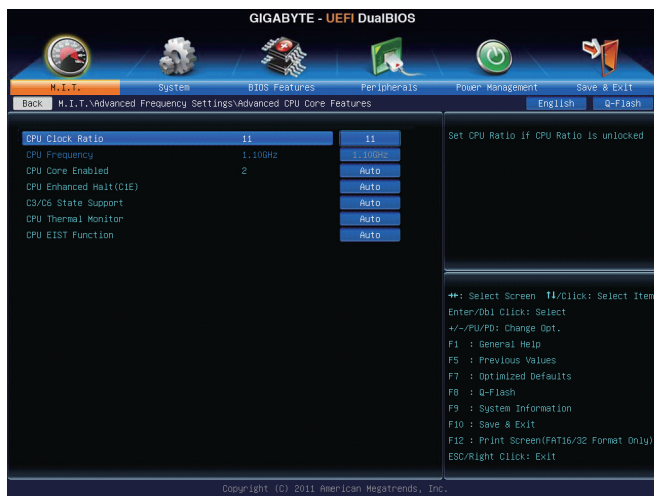 GIGABYTE - UEFI DualBIOS
M.I.T. System BIOS Features Peripherals Power Management Save & Exit
Back M.I.T.\Advanced Frequency Settings\Advanced CPU Core Features English Q-Flash
CPU Clock Ratio 11 11
CPU Frequency 1.10GHz 1.10GHz
CPU Core Enabled 2 Auto
CPU Enhanced Halt(C1E) Auto
C3/C6 State Support Auto
CPU Thermal Monitor Auto
CPU EIST Function Auto
Set CPU Ratio if CPU Ratio is unlocked
→←: Select Screen ↑↓/Click: Select Item
Enter/Dbl Click: Select
+/-/PU/PD: Change Opt.
F1 : General Help
F5 : Previous Values
F7 : Optimized Defaults
F8 : Q-Flash
F9 : System Information
F10 : Save & Exit
F12 : Print Screen(FAT16/32 Format Only)
ESC/Right Click: Exit
Copyright (C) 2011 American Megatrends, Inc.